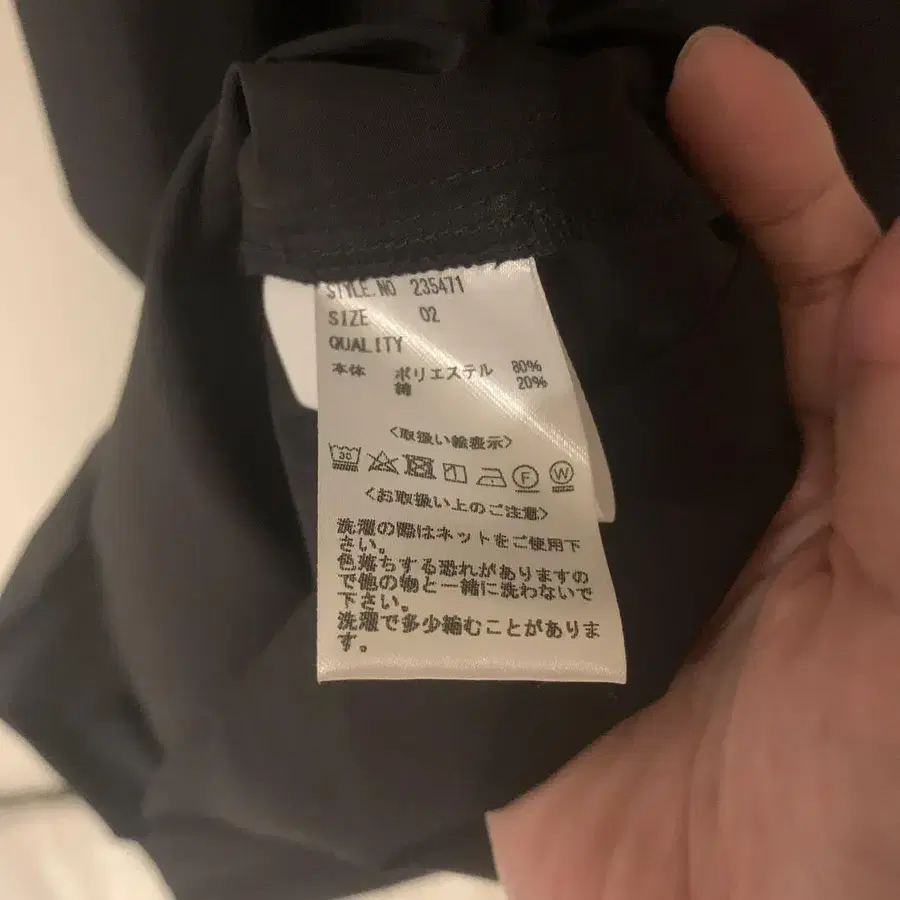 STYLE.NO 235471
SIZE 02
QUALITY
本体 ポリエステル 80%
綿 20%
<取扱い絵表示>
30 F W
<お取扱い上のご注意>
洗濯の際はネットをご使用下
さい。
色落ちする恐れがありますの
で他の物と一緒に洗わないで
下さい。
洗濯で多少縮むことがありま
す。